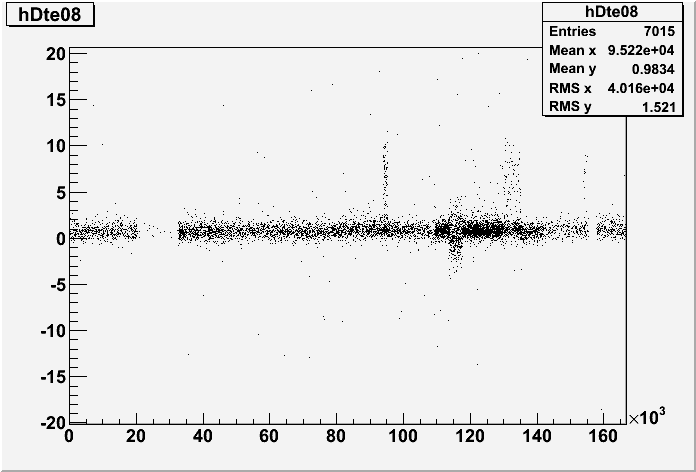 hDte08
hDte08
Entries 7015
Mean x 9.522e+04
Mean y 0.9834
RMS x 4.016e+04
RMS y 1.521
20
15
10
5
0
-5
-10
-15
-20
0 20 40 60 80 100 120 140 160
×10³